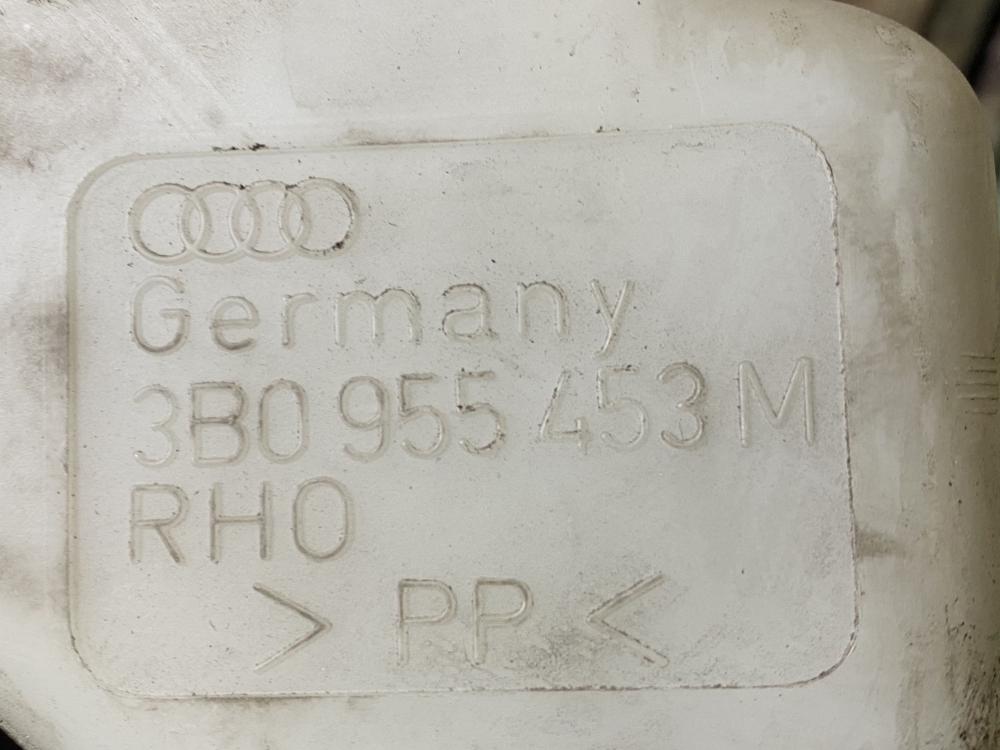 Germany
3B0 955 453 M
RHO
> PP <